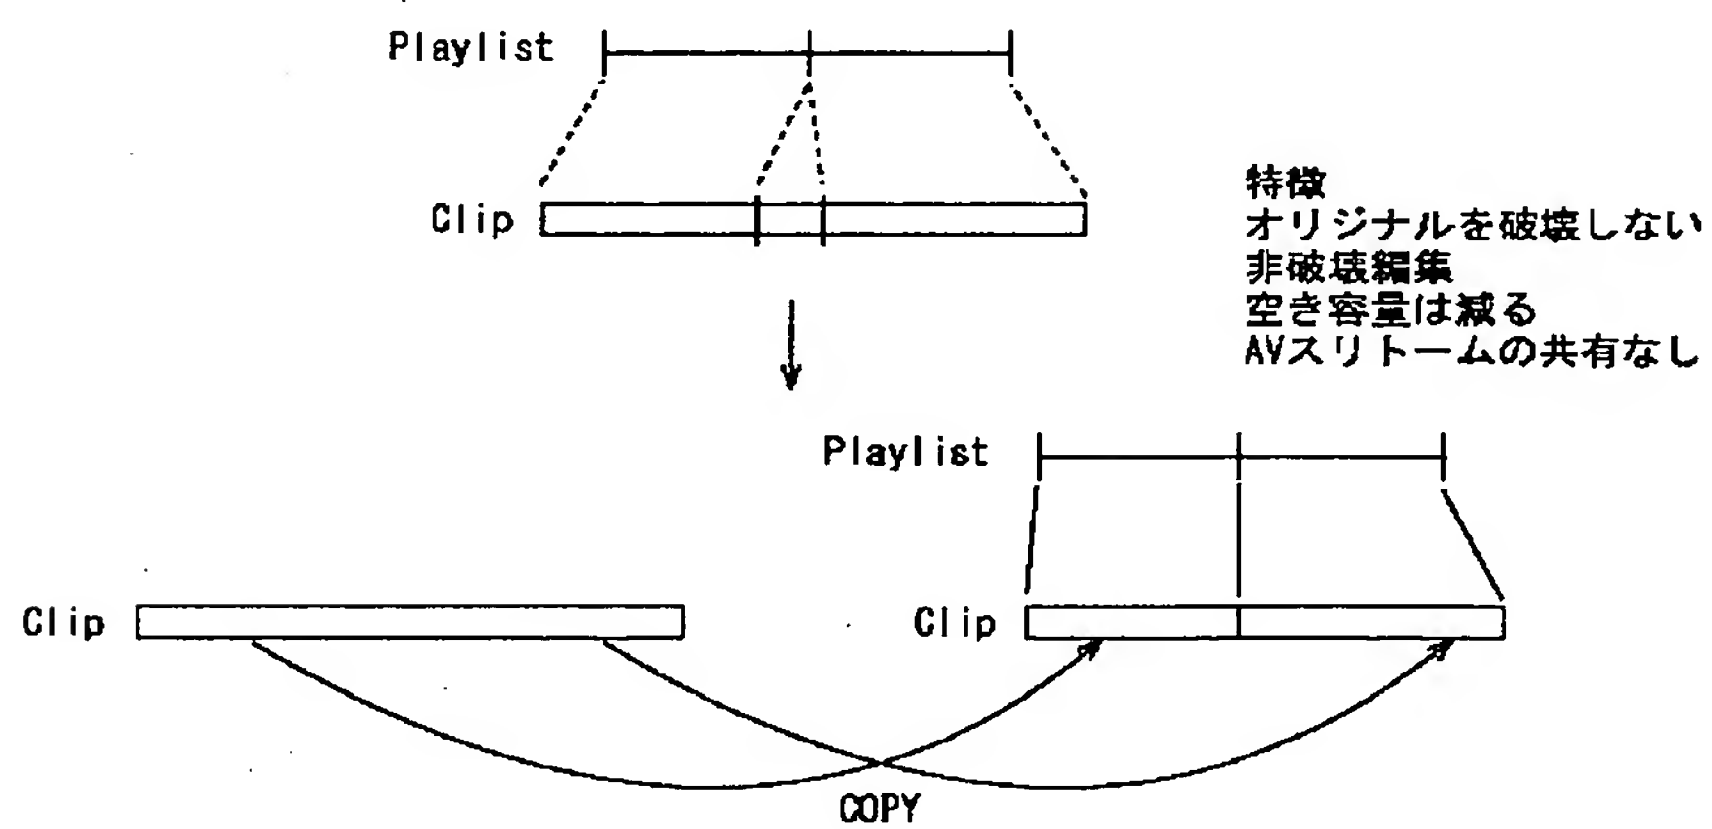 Playlist
Clip
特徴
オリジナルを破壊しない
非破壊編集
空き容量は減る
AVスリトームの共有なし
Playlist
Clip
Clip
COPY